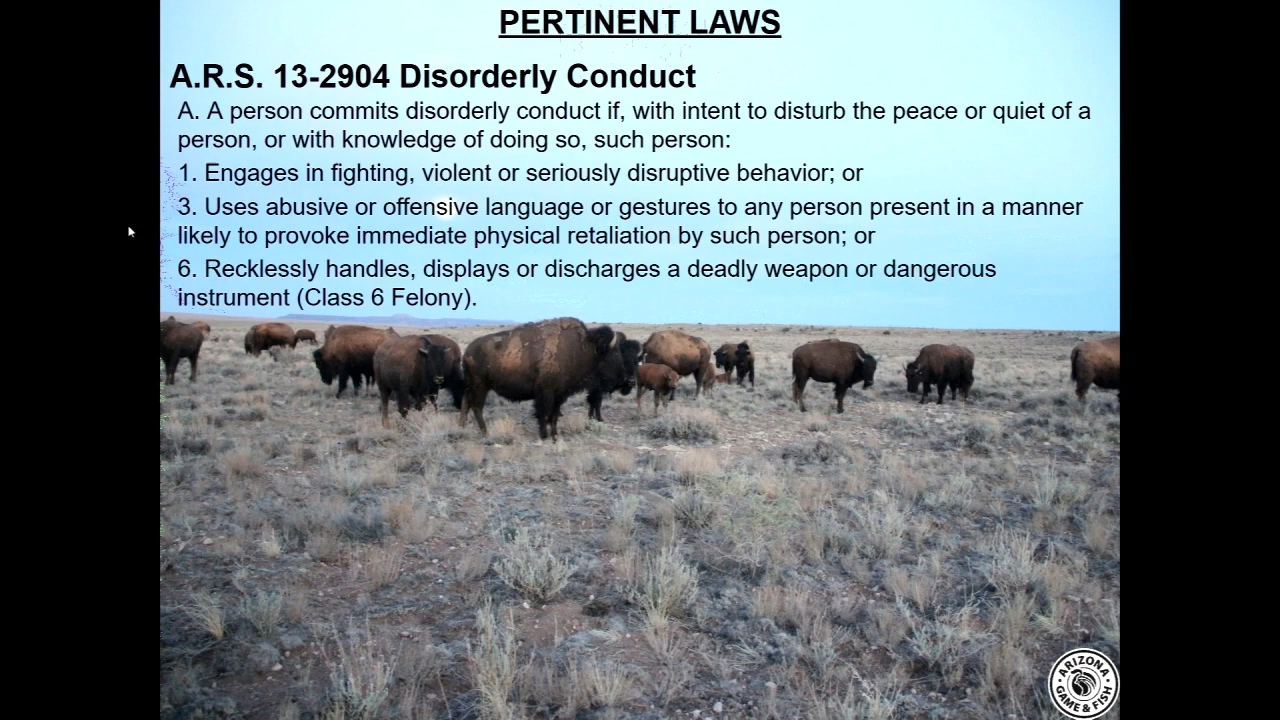 PERTINENT LAWS
A.R.S. 13-2904 Disorderly Conduct
A. A person commits disorderly conduct if, with intent to disturb the peace or quiet of a
person, or with knowledge of doing so, such person:
1. Engages in fighting, violent or seriously disruptive behavior; or
3. Uses abusive or offensive language or gestures to any person present in a manner
likely to provoke immediate physical retaliation by such person; or
6. Recklessly handles, displays or discharges a deadly weapon or dangerous
instrument (Class 6 Felony).
ARIZONA
GAME & FISH